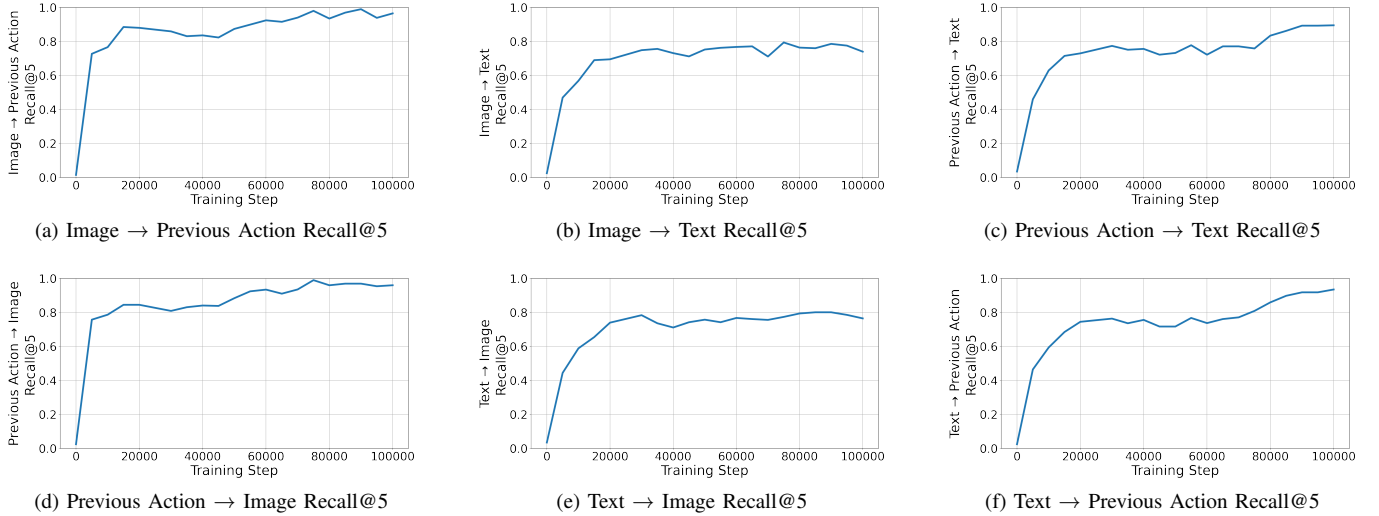 Image → Previous Action
Recall@5
1.0
0.8
0.6
0.4
0.2
0.0
0 20000 40000 60000 80000 100000
Training Step
(a) Image → Previous Action Recall@5
Image → Text
Recall@5
1.0
0.8
0.6
0.4
0.2
0.0
0 20000 40000 60000 80000 100000
Training Step
(b) Image → Text Recall@5
Previous Action → Text
Recall@5
1.0
0.8
0.6
0.4
0.2
0.0
0 20000 40000 60000 80000 100000
Training Step
(c) Previous Action → Text Recall@5
Previous Action → Image
Recall@5
1.0
0.8
0.6
0.4
0.2
0.0
0 20000 40000 60000 80000 100000
Training Step
(d) Previous Action → Image Recall@5
Text → Image
Recall@5
1.0
0.8
0.6
0.4
0.2
0.0
0 20000 40000 60000 80000 100000
Training Step
(e) Text → Image Recall@5
Text → Previous Action
Recall@5
1.0
0.8
0.6
0.4
0.2
0.0
0 20000 40000 60000 80000 100000
Training Step
(f) Text → Previous Action Recall@5